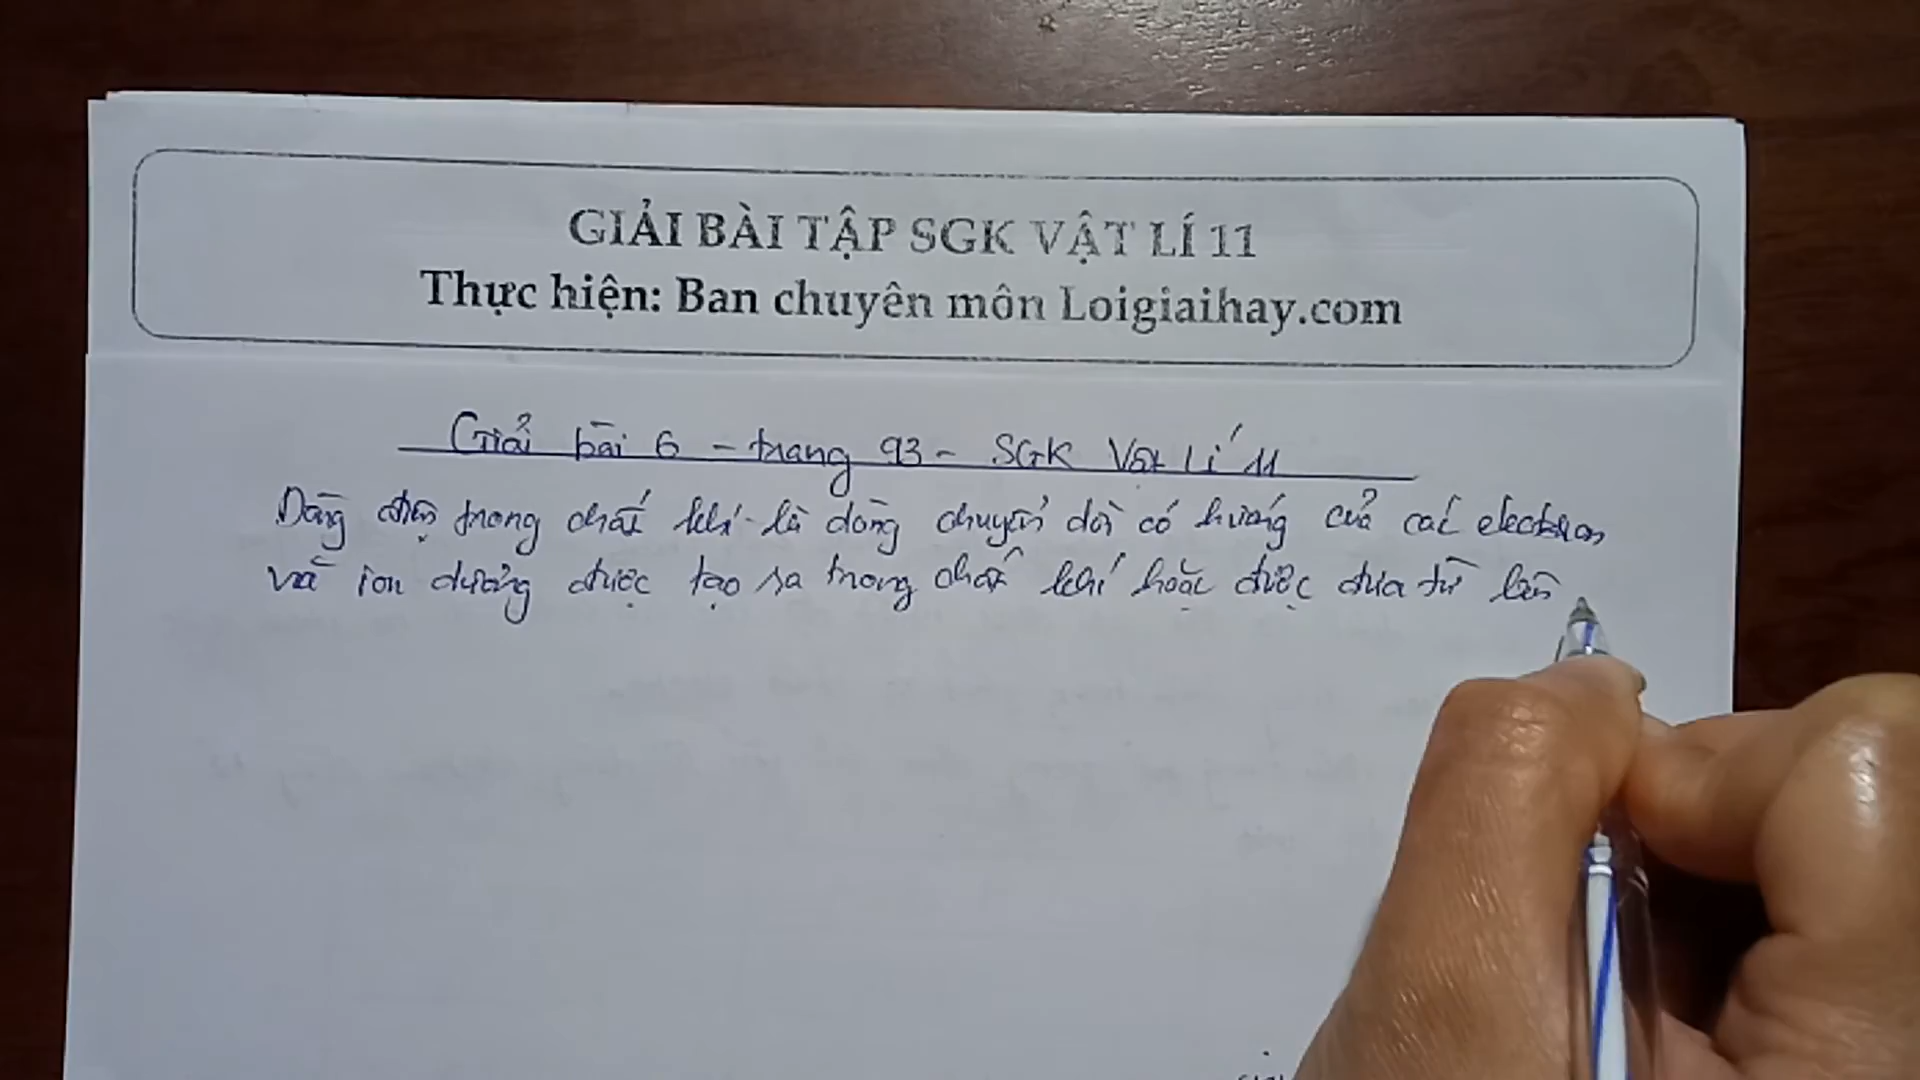 GIẢI BÀI TẬP SGK VẬT LÍ 11
Thực hiện: Ban chuyên môn Loigiaihay.com
Giải bài 6 - trang 93 - SGK Vật Lí 11
Dòng điện trong chất khí là dòng chuyển dời có hướng của các electron
và ion dương được tạo ra trong chất khí hoặc được đưa từ bên